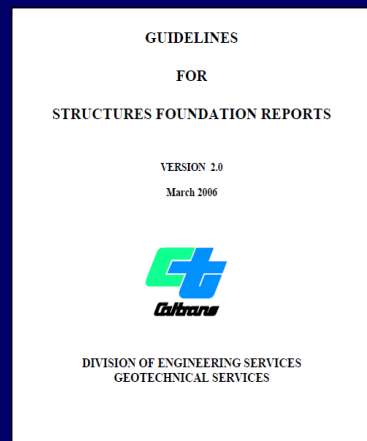 GUIDELINES
FOR
STRUCTURES FOUNDATION REPORTS
VERSION 2.0
March 2006
Caltrans
DIVISION OF ENGINEERING SERVICES
GEOTECHNICAL SERVICES